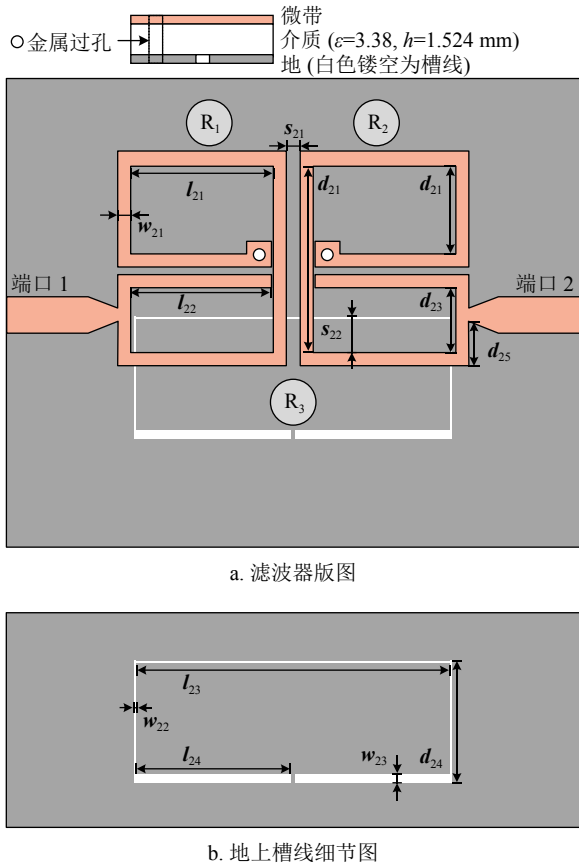 微带
金属过孔
介质 (ε=3.38, h=1.524 mm)
地 (白色镂空为槽线)
R₁
s₂₁
R₂
l₂₁
d₂₁
d₂₁
w₂₁
端口 1
端口 2
l₂₂
s₂₂
d₂₃
d₂₅
R₃
a. 滤波器版图
l₂₃
w₂₂
l₂₄
w₂₃
d₂₄
b. 地上槽线细节图